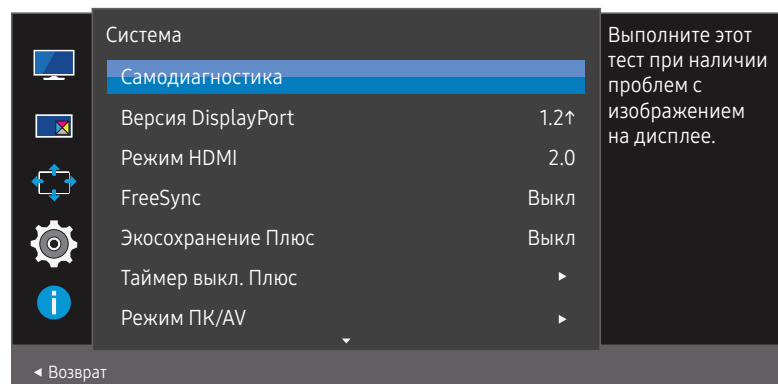 Система
Самодиагностика
Версия DisplayPort 1.2↑
Режим HDMI 2.0
FreeSync Выкл
Экосохранение Плюс Выкл
Таймер выкл. Плюс ►
Режим ПК/AV ►
Выполните этот
тест при наличии
проблем с
изображением
на дисплее.
◄ Возврат